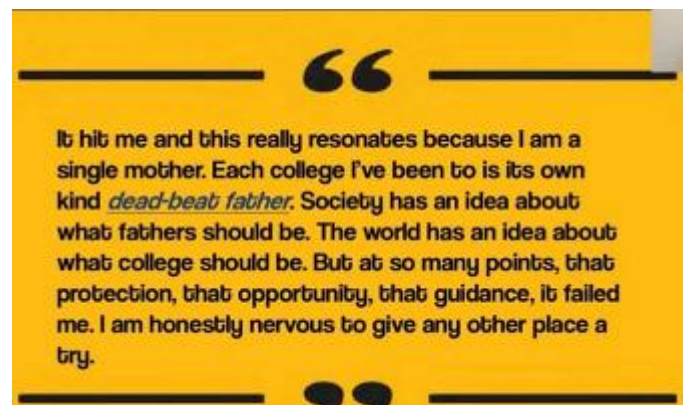 It hit me and this really resonates because I am a
single mother. Each college I've been to is its own
kind dead-beat father. Society has an idea about
what fathers should be. The world has an idea about
what college should be. But at so many points, that
protection, that opportunity, that guidance, it failed
me. I am honestly nervous to give any other place a
try.